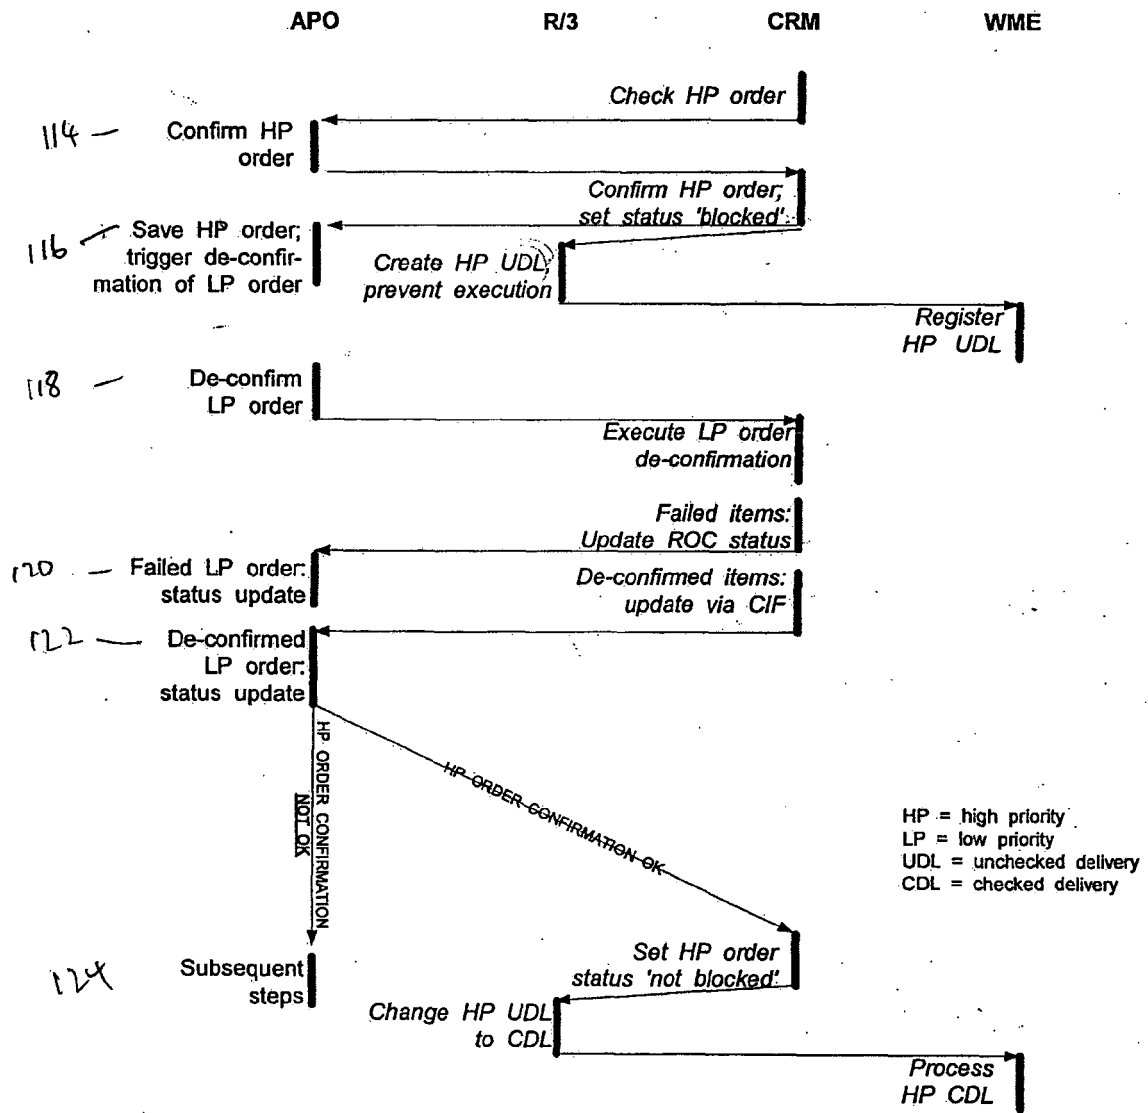 APO R/3 CRM WME
Check HP order
114 — Confirm HP
order
Confirm HP order;
set status 'blocked'
116 Save HP order;
trigger de-confir-
mation of LP order
Create HP UDL,
prevent execution
Register
HP UDL
118 — De-confirm
LP order
Execute LP order
de-confirmation
Failed items:
Update ROC status
120 — Failed LP order:
status update
De-confirmed items:
update via CIF
122 — De-confirmed
LP order:
status update
HP ORDER CONFIRMATION
NOT OK
HP ORDER CONFIRMATION OK
HP = high priority
LP = low priority
UDL = unchecked delivery
CDL = checked delivery
124 Subsequent
steps
Set HP order
status 'not blocked'
Change HP UDL
to CDL
Process
HP CDL